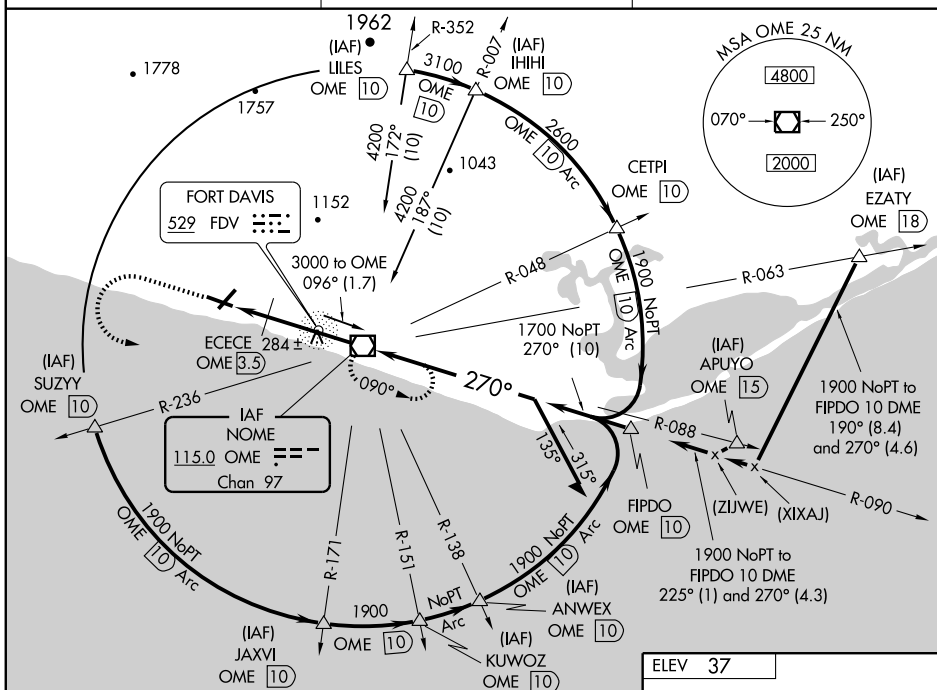 1962
R-352
R-007
(IAF)
LILES
OME 10
(IAF)
IHIHI
OME 10
3100
OME
10
1778
1757
MSA OME 25 NM
4800
070°
250°
2000
2600
OME 10 Arc
4200
172°
(10)
4200
187°
(10)
1043
CETPI
OME 10
(IAF)
EZATY
OME 18
FORT DAVIS
529 FDV
1152
R-048
R-063
1900 NoPT
OME 10 Arc
3000 to OME
096° (1.7)
1700 NoPT
270° (10)
ECECE
OME 3.5
284 ±
(IAF)
APUYO
OME 15
(IAF)
SUZYY
OME 10
090°
270°
1900 NoPT to
FIPDO 10 DME
190° (8.4)
and 270° (4.6)
R-236
R-088
IAF
NOME
115.0 OME
Chan 97
135°
315°
FIPDO
OME 10
(ZIJWE)
(XIXAJ)
R-090
R-171
R-151
R-138
1900 NoPT
OME 10 Arc
1900 NoPT
OME 10 Arc
1900 NoPT to
FIPDO 10 DME
225° (1) and 270° (4.3)
1900
NoPT
OME 10
Arc
(IAF)
JAXVI
OME 10
(IAF)
KUWOZ
OME 10
(IAF)
ANWEX
OME 10
ELEV 37